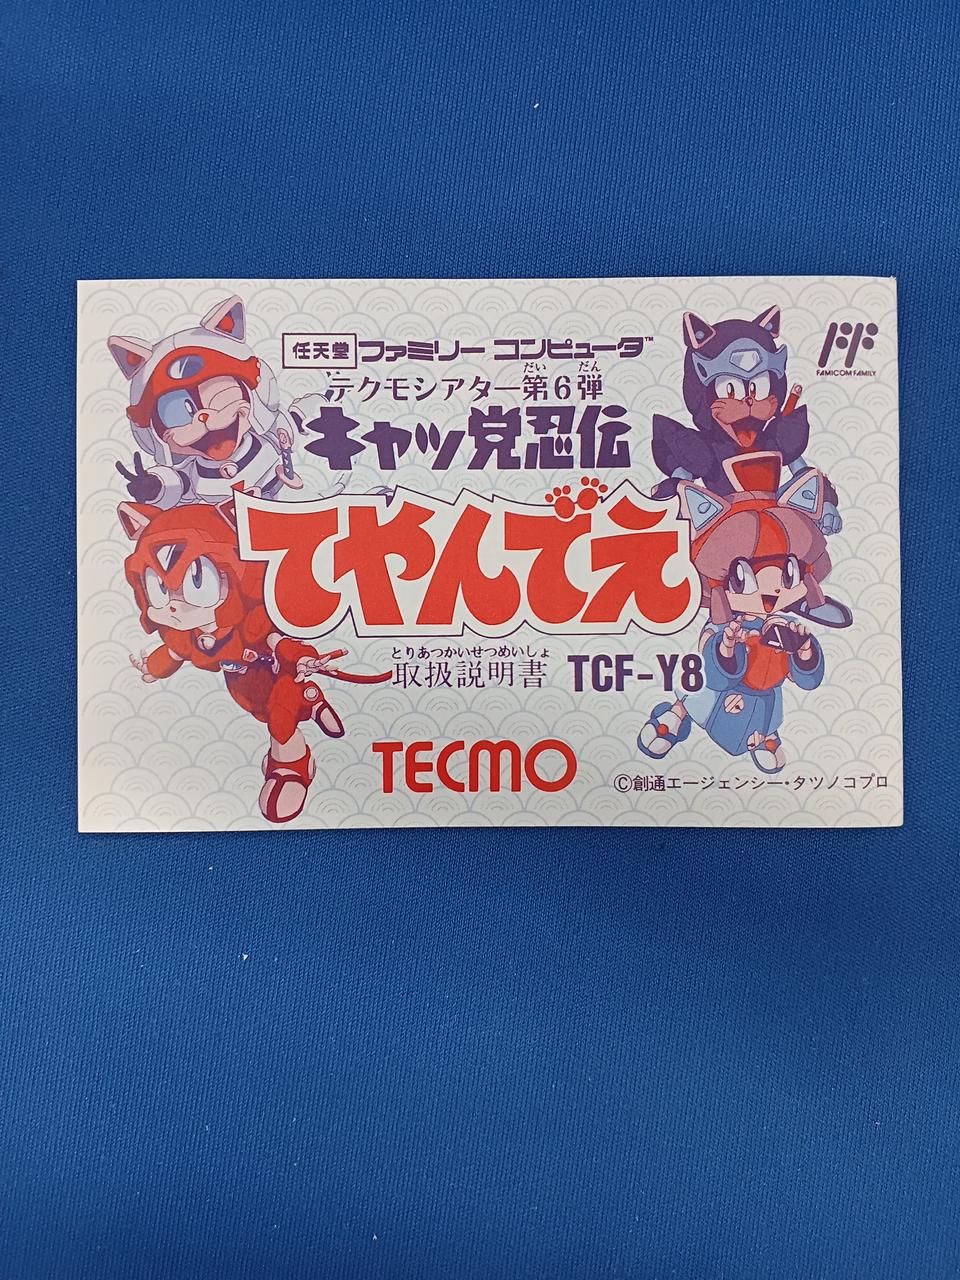 任天堂 ファミリー コンピュータ™
FAMICOM FAMILY
だい だん
テクモシアター第6弾
キャッ党忍伝
てやんでえ
とりあつかいせつめいしょ
取扱説明書 TCF-Y8
TECMO
©創通エージェンシー・タツノコプロ